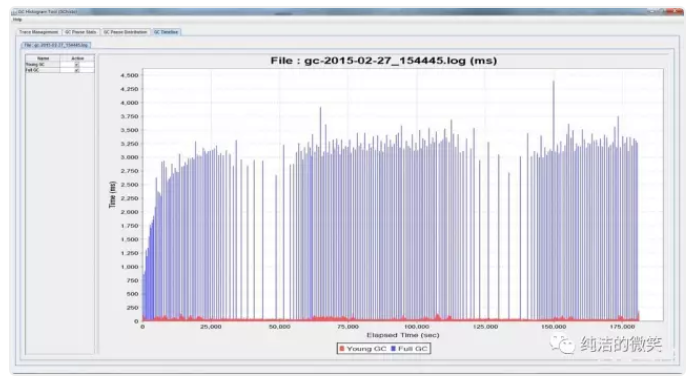 GC Histogram Tool (GCViewer)
Help
Trace Management
GC Pause Stats
GC Pause Distribution
GC Timeline
File : gc-2015-02-27_154445.log
Name
Active
Young GC
Full GC
File : gc-2015-02-27_154445.log (ms)
Time (ms)
4,500
4,250
4,000
3,750
3,500
3,250
3,000
2,750
2,500
2,250
2,000
1,750
1,500
1,250
1,000
750
500
250
0
0 25,000 50,000 75,000 100,000 125,000 150,000 175,000
Elapsed Time (sec)
Young GC Full GC
纯洁的微笑